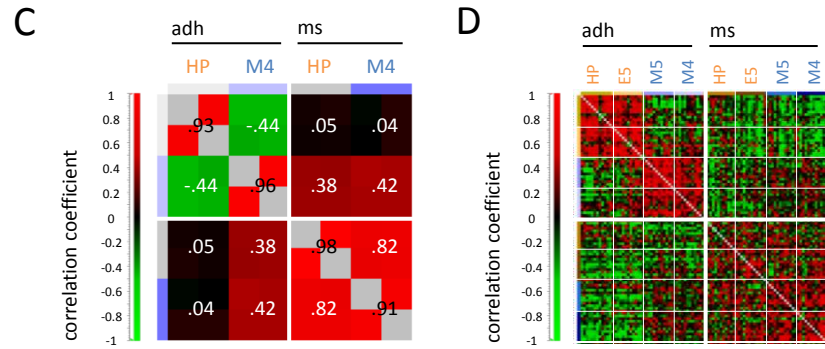 C
adh ms
HP M4 HP M4
correlation coefficient
1
0.8
0.6
0.4
0.2
0
-0.2
-0.4
-0.6
-0.8
-1
.93 -.44 .05 .04
-.44 .96 .38 .42
.05 .38 .98 .82
.04 .42 .82 .91
D
adh ms
HP E5 M5 M4 HP E5 M5 M4
correlation coefficient
1
0.8
0.6
0.4
0.2
0
-0.2
-0.4
-0.6
-0.8
-1